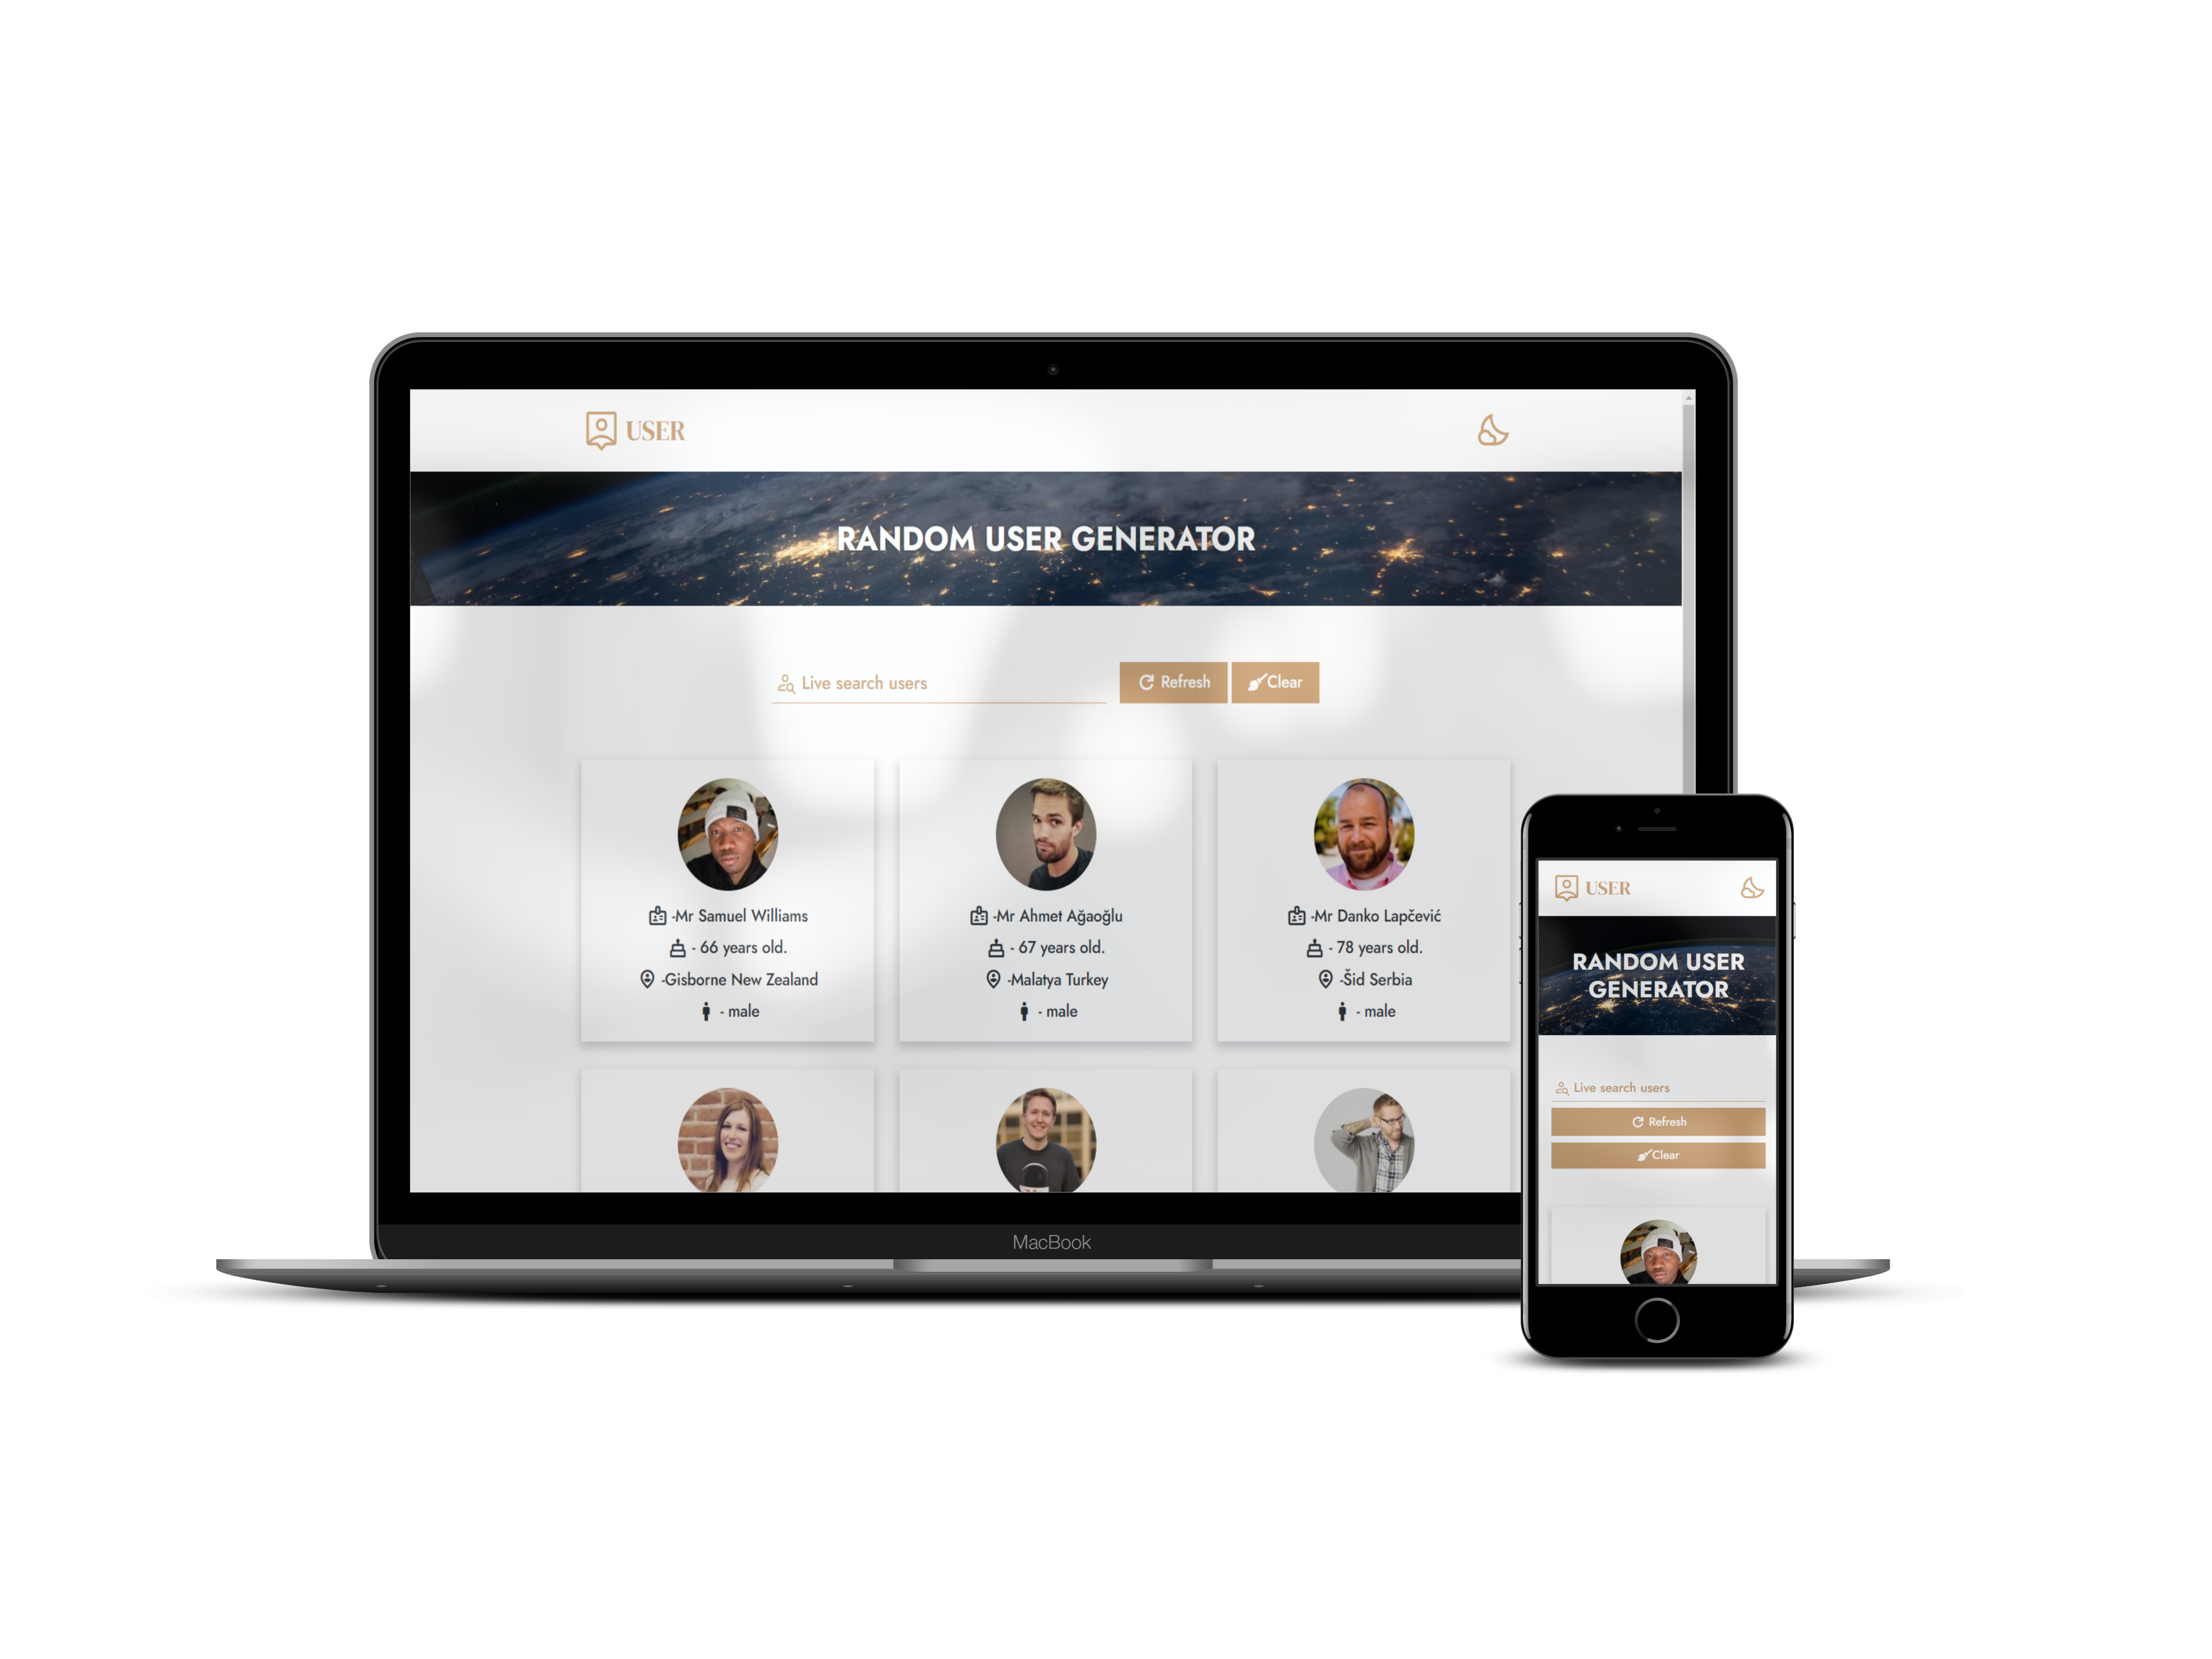 USER
RANDOM USER GENERATOR
Live search users
Refresh
Clear
-Mr Samuel Williams
- 66 years old.
-Gisborne New Zealand
- male
-Mr Ahmet Ağaoğlu
- 67 years old.
-Malatya Turkey
- male
-Mr Danko Lapčević
- 78 years old.
-Šid Serbia
- male
MacBook
USER
RANDOM USER
GENERATOR
Live search users
Refresh
Clear